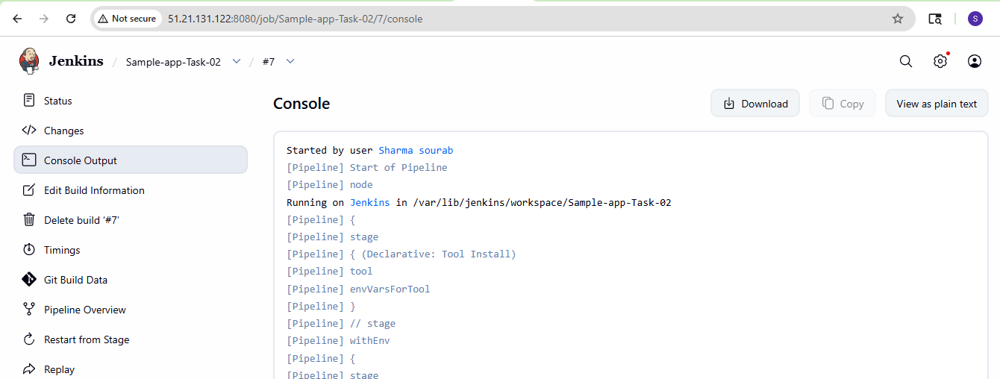 Not secure 51.21.131.122:8080/job/Sample-app-Task-02/7/console S
Jenkins / Sample-app-Task-02 / #7
Status
Changes
Console Output
Edit Build Information
Delete build ‘#7’
Timings
Git Build Data
Pipeline Overview
Restart from Stage
Replay
Console
Download
Copy
View as plain text
Started by user Sharma sourab
[Pipeline] Start of Pipeline
[Pipeline] node
Running on Jenkins in /var/lib/jenkins/workspace/Sample-app-Task-02
[Pipeline] {
[Pipeline] stage
[Pipeline] { (Declarative: Tool Install)
[Pipeline] tool
[Pipeline] envVarsForTool
[Pipeline] }
[Pipeline] // stage
[Pipeline] withEnv
[Pipeline] {
[Pipeline] stage